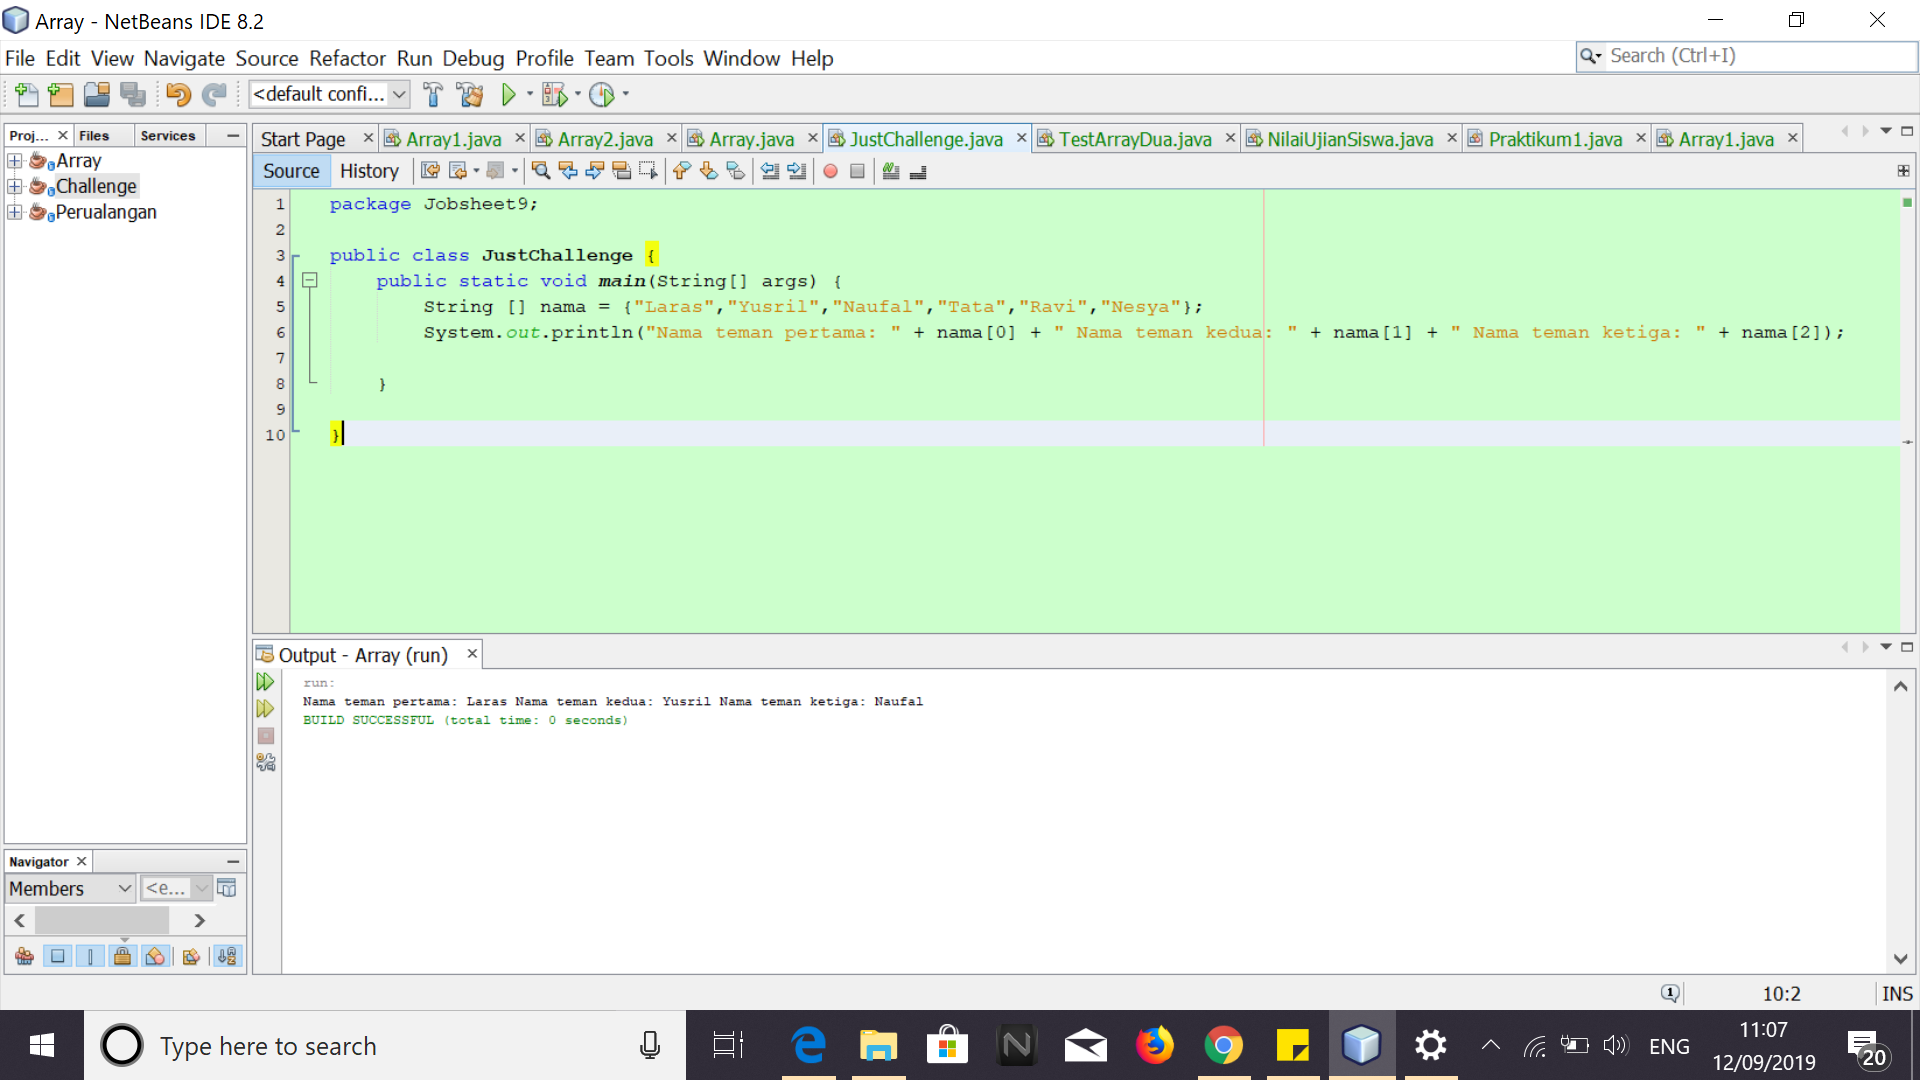 Array - NetBeans IDE 8.2
File Edit View Navigate Source Refactor Run Debug Profile Team Tools Window Help
Search (Ctrl+I)
<default confi...
Proj... Files Services
Array
Challenge
Perualangan
Start Page Array1.java Array2.java Array.java JustChallenge.java TestArrayDua.java NilaiUjianSiswa.java Praktikum1.java Array1.java
Source History
1 package Jobsheet9;
2
3 public class JustChallenge {
4 public static void main(String[] args) {
5 String [] nama = {"Laras","Yusril","Naufal","Tata","Ravi","Nesya"};
6 System.out.println("Nama teman pertama: " + nama[0] + " Nama teman kedua: " + nama[1] + " Nama teman ketiga: " + nama[2]);
7
8 }
9
10 }
Output - Array (run)
run:
Nama teman pertama: Laras Nama teman kedua: Yusril Nama teman ketiga: Naufal
BUILD SUCCESSFUL (total time: 0 seconds)
Navigator
Members <e...
1 10:2 INS
Type here to search
ENG
11:07
12/09/2019
20